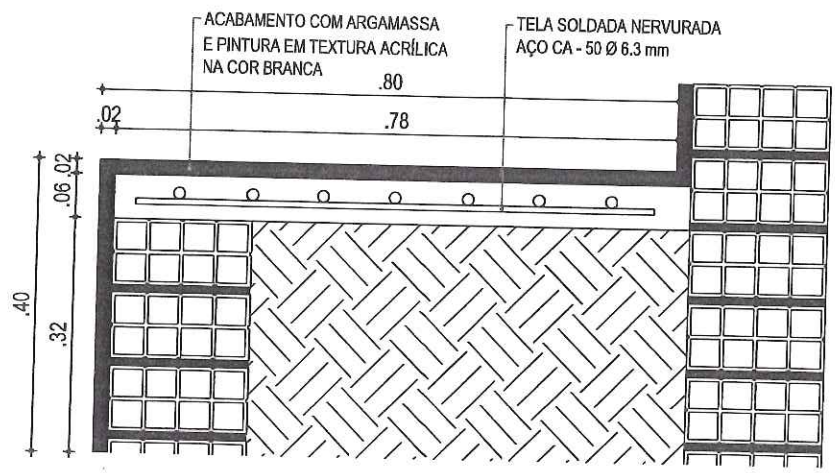 ACABAMENTO COM ARGAMASSA
E PINTURA EM TEXTURA ACRÍLICA
NA COR BRANCA
TELA SOLDADA NERVURADA
AÇO CA - 50 Ø 6.3 mm
.80
.02
.78
.02
.06
.40
.32